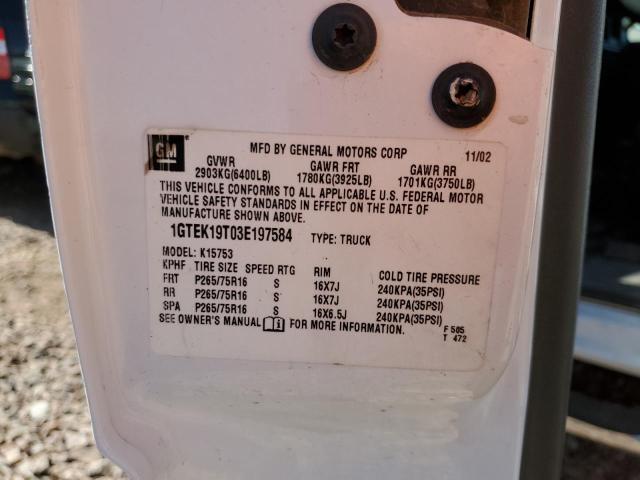 GM
MFD BY GENERAL MOTORS CORP 11/02
GVWR GAWR FRT GAWR RR
2903KG(6400LB) 1780KG(3925LB) 1701KG(3750LB)
THIS VEHICLE CONFORMS TO ALL APPLICABLE U.S. FEDERAL MOTOR
VEHICLE SAFETY STANDARDS IN EFFECT ON THE DATE OF
MANUFACTURE SHOWN ABOVE.
1GTEK19T03E197584 TYPE: TRUCK
MODEL: K15753
KPHF TIRE SIZE SPEED RTG RIM COLD TIRE PRESSURE
FRT P265/75R16 S 16X7J 240KPA(35PSI)
RR P265/75R16 S 16X7J 240KPA(35PSI)
SPA P265/75R16 S 16X6.5J 240KPA(35PSI)
SEE OWNER'S MANUAL FOR MORE INFORMATION.
F 505
T 472